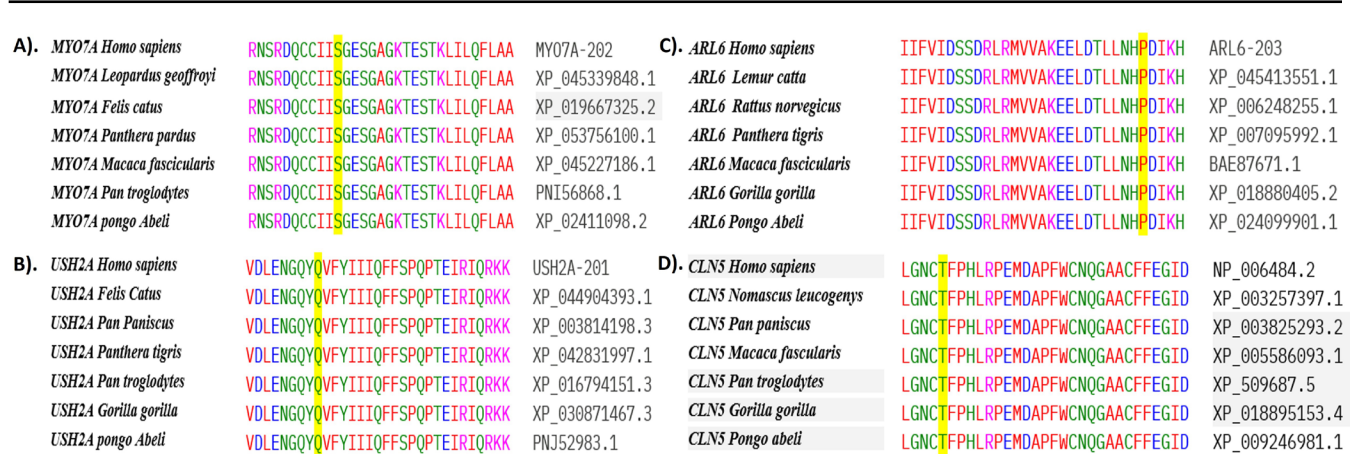 A). MYO7A Homo sapiens RNSRDQCCIISGESGAGKTESTKLILQFLAA MYO7A-202
MYO7A Leopardus geoffroyi RNSRDQCCIISGESGAGKTESTKLILQFLAA XP_045339848.1
MYO7A Felis catus RNSRDQCCIISGESGAGKTESTKLILQFLAA XP_019667325.2
MYO7A Panthera pardus RNSRDQCCIISGESGAGKTESTKLILQFLAA XP_053756100.1
MYO7A Macaca fascicularis RNSRDQCCIISGESGAGKTESTKLILQFLAA XP_045227186.1
MYO7A Pan troglodytes RNSRDQCCIISGESGAGKTESTKLILQFLAA PNI56868.1
MYO7A pongo Abeli RNSRDQCCIISGESGAGKTESTKLILQFLAA XP_02411098.2
B). USH2A Homo sapiens VDLENGQYQVFYIIIQFFSPQPTEIRIQRKK USH2A-201
USH2A Felis Catus VDLENGQYQVFYIIIQFFSPQPTEIRIQRKK XP_044904393.1
USH2A Pan Paniscus VDLENGQYQVFYIIIQFFSPQPTEIRIQRKK XP_003814198.3
USH2A Panthera tigris VDLENGQYQVFYIIIQFFSPQPTEIRIQRKK XP_042831997.1
USH2A Pan troglodytes VDLENGQYQVFYIIIQFFSPQPTEIRIQRKK XP_016794151.3
USH2A Gorilla gorilla VDLENGQYQVFYIIIQFFSPQPTEIRIQRKK XP_030871467.3
USH2A pongo Abeli VDLENGQYQVFYIIIQFFSPQPTEIRIQRKK PNJ52983.1
C). ARL6 Homo sapiens IIFVIDSSDRLRMVVAKEELDTLLNHPDIKH ARL6-203
ARL6 Lemur catta IIFVIDSSDRLRMVVAKEELDTLLNHPDIKH XP_045413551.1
ARL6 Rattus norvegicus IIFVIDSSDRLRMVVAKEELDTLLNHPDIKH XP_006248255.1
ARL6 Panthera tigris IIFVIDSSDRLRMVVAKEELDTLLNHPDIKH XP_007095992.1
ARL6 Macaca fascicularis IIFVIDSSDRLRMVVAKEELDTLLNHPDIKH BAE87671.1
ARL6 Gorilla gorilla IIFVIDSSDRLRMVVAKEELDTLLNHPDIKH XP_018880405.2
ARL6 Pongo Abeli IIFVIDSSDRLRMVVAKEELDTLLNHPDIKH XP_024099901.1
D). CLN5 Homo sapiens LGNCTFPHLRPEMDAPFWCNQGAACFFEGID NP_006484.2
CLN5 Nomascus leucogenys LGNCTFPHLRPEMDAPFWCNQGAACFFEGID XP_003257397.1
CLN5 Pan paniscus LGNCTFPHLRPEMDAPFWCNQGAACFFEGID XP_003825293.2
CLN5 Macaca fascularis LGNCTFPHLRPEMDAPFWCNQGAACFFEGID XP_005586093.1
CLN5 Pan troglodytes LGNCTFPHLRPEMDAPFWCNQGAACFFEGID XP_509687.5
CLN5 Gorilla gorilla LGNCTFPHLRPEMDAPFWCNQGAACFFEGID XP_018895153.4
CLN5 Pongo abeli LGNCTFPHLRPEMDAPFWCNQGAACFFEGID XP_009246981.1